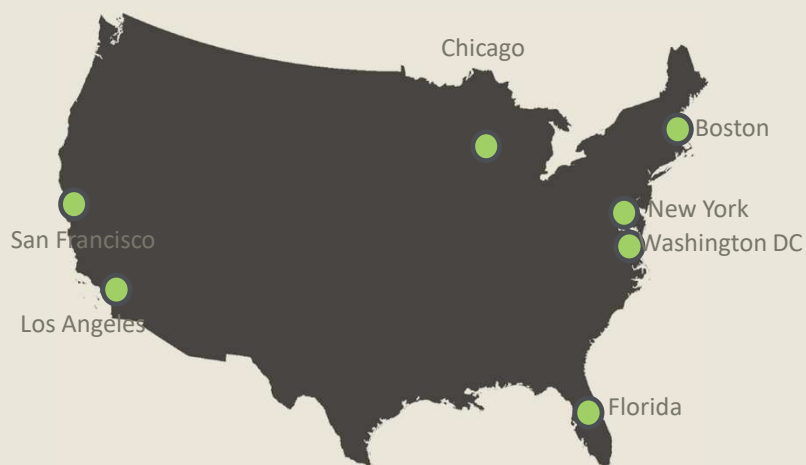 Chicago
Boston
New York
San Francisco
Washington DC
Los Angeles
Florida